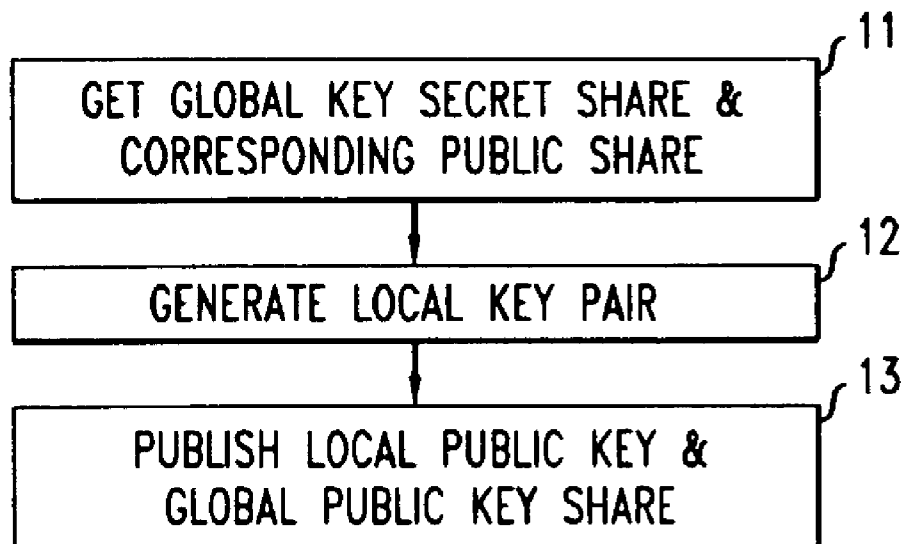 11
GET GLOBAL KEY SECRET SHARE &
CORRESPONDING PUBLIC SHARE
12
GENERATE LOCAL KEY PAIR
13
PUBLISH LOCAL PUBLIC KEY &
GLOBAL PUBLIC KEY SHARE